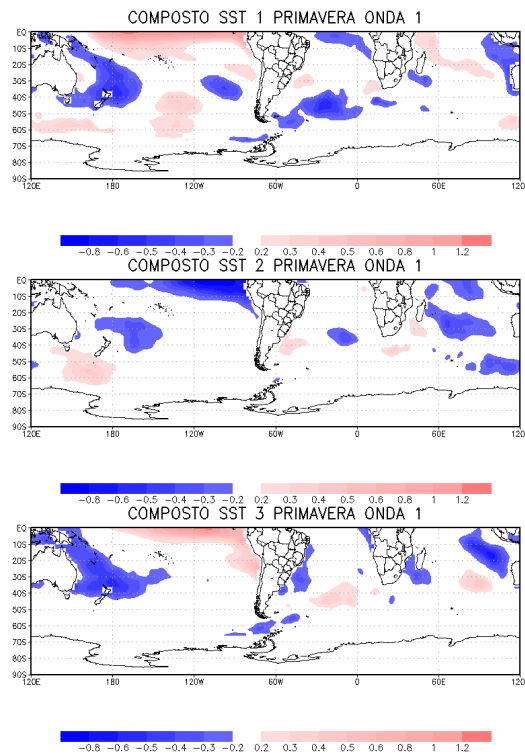 COMPOSTO SST 1 PRIMAVERA ONDA 1
EQ
10S
20S
30S
40S
50S
60S
70S
80S
90S
120E 180 120W 60W 0 60E 120
-0.8 -0.6 -0.5 -0.4 -0.3 -0.2 0.2 0.3 0.4 0.5 0.6 0.8 1 1.2
COMPOSTO SST 2 PRIMAVERA ONDA 1
EQ
10S
20S
30S
40S
50S
60S
70S
80S
90S
120E 180 120W 60W 0 60E 120
-0.8 -0.6 -0.5 -0.4 -0.3 -0.2 0.2 0.3 0.4 0.5 0.6 0.8 1 1.2
COMPOSTO SST 3 PRIMAVERA ONDA 1
EQ
10S
20S
30S
40S
50S
60S
70S
80S
90S
120E 180 120W 60W 0 60E 120
-0.8 -0.6 -0.5 -0.4 -0.3 -0.2 0.2 0.3 0.4 0.5 0.6 0.8 1 1.2